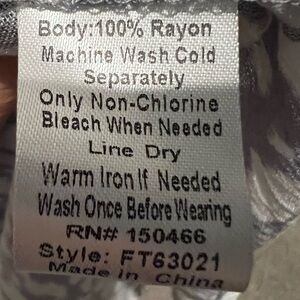 Body:100% Rayon
Machine Wash Cold
Separately
Only Non-Chlorine
Bleach When Needed
Line Dry
Warm Iron If Needed
Wash Once Before Wearing
RN# 150466
Style: FT63021
Made in China